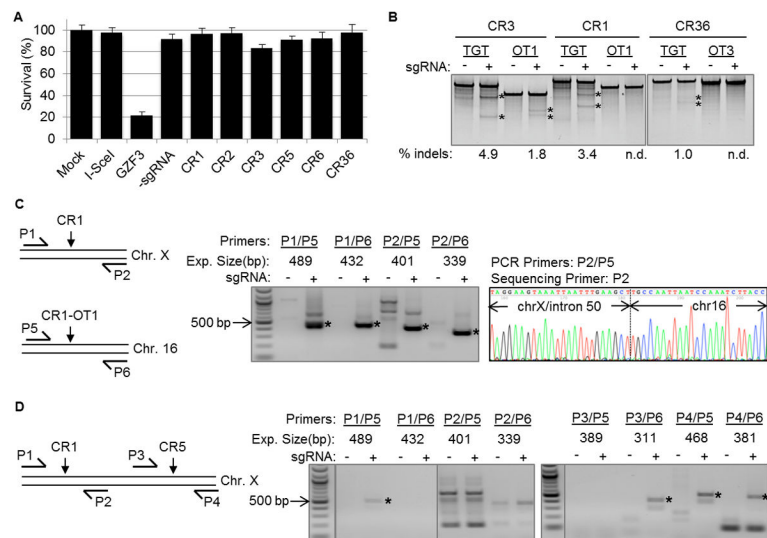 A
Survival (%)
120
100
80
60
40
20
0
Mock
I-SceI
GZF3
-sgRNA
CR1
CR2
CR3
CR5
CR6
CR36
B
CR3 CR1 CR36
TGT OT1 TGT OT1 TGT OT3
sgRNA: - + - + - + - + - + - +
* * * * * * * *
% indels: 4.9 1.8 3.4 n.d. 1.0 n.d.
C
P1 CR1
Chr. X
P2
CR1-OT1
P5
Chr. 16
P6
Primers: P1/P5 P1/P6 P2/P5 P2/P6
Exp. Size(bp): 489 432 401 339
sgRNA: - + - + - + - +
500 bp
* * * *
PCR Primers: P2/P5
Sequencing Primer: P2
TAGGAAGTAAATTAATTTGAAGCTTGCCAATTAATCCAAATCTTACC
chrX/intron 50 chr16
D
P1 CR1 P3 CR5
Chr. X
P2 P4
Primers: P1/P5 P1/P6 P2/P5 P2/P6
Exp. Size(bp): 489 432 401 339
sgRNA: - + - + - + - +
500 bp
*
P3/P5 P3/P6 P4/P5 P4/P6
389 311 468 381
- + - + - + - +
* * *